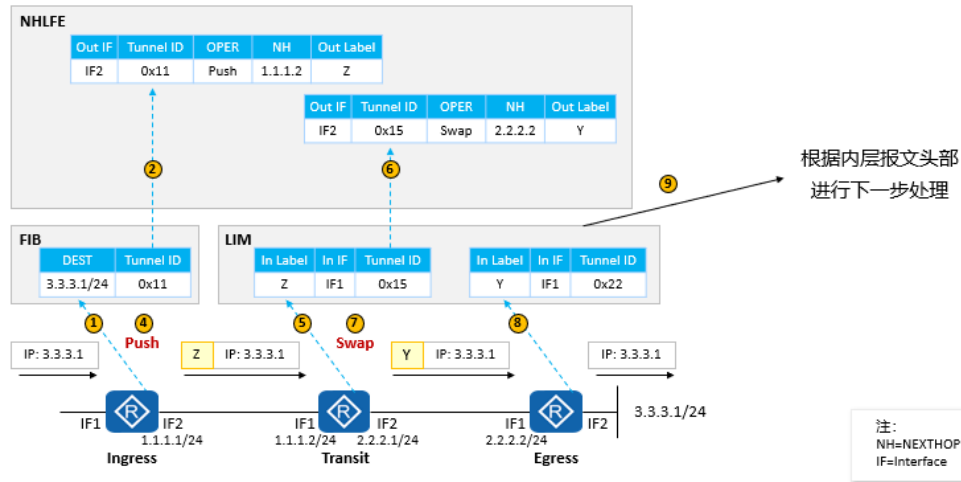 NHLFE
Out IF Tunnel ID OPER NH Out Label
IF2 0x11 Push 1.1.1.2 Z
Out IF Tunnel ID OPER NH Out Label
IF2 0x15 Swap 2.2.2.2 Y
2
6
9
根据内层报文头部
进行下一步处理
FIB
DEST Tunnel ID
3.3.3.1/24 0x11
LIM
In Label In IF Tunnel ID
Z IF1 0x15
In Label In IF Tunnel ID
Y IF1 0x22
1 4 5 7 8
Push Swap
IP: 3.3.3.1 Z IP: 3.3.3.1 Y IP: 3.3.3.1 IP: 3.3.3.1
R R R
3.3.3.1/24
IF1 IF2 IF1 IF2 IF1 IF2
1.1.1.1/24 1.1.1.2/24 2.2.2.1/24 2.2.2.2/24
Ingress Transit Egress
注:
NH=NEXTHOP
IF=Interface